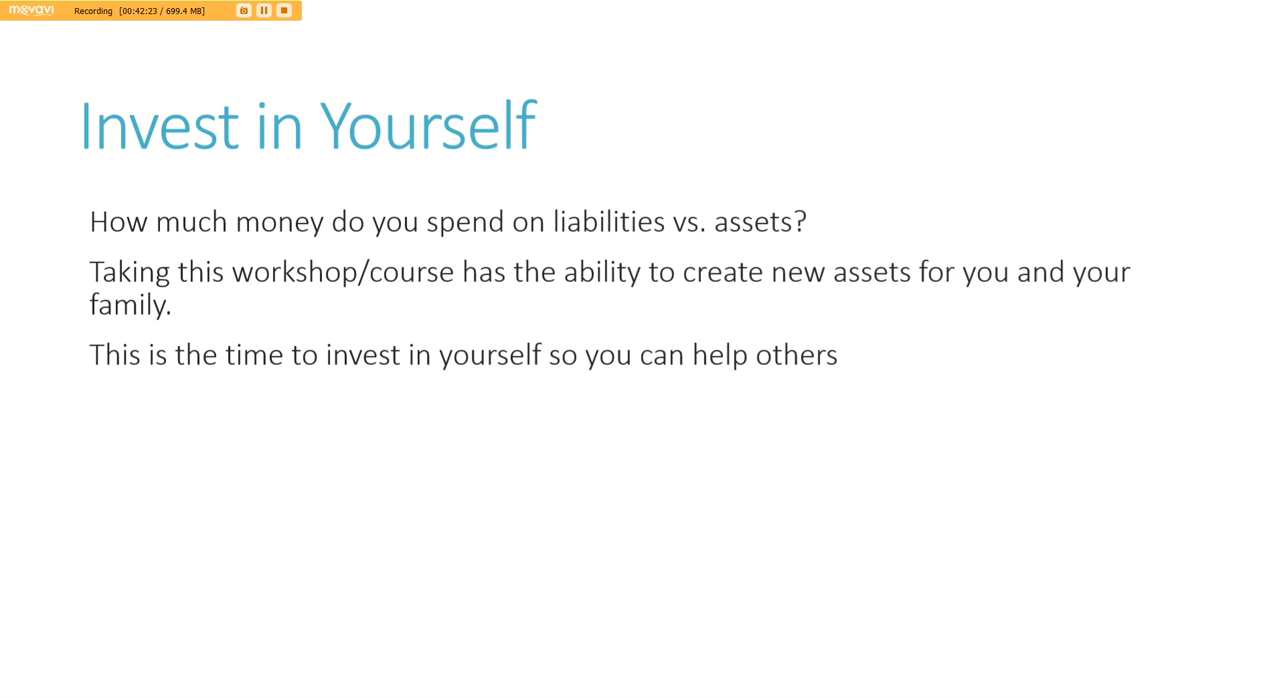 movavi Recording [00:42:23 / 699.4 MB]
Invest in Yourself
How much money do you spend on liabilities vs. assets?
Taking this workshop/course has the ability to create new assets for you and your
family.
This is the time to invest in yourself so you can help others